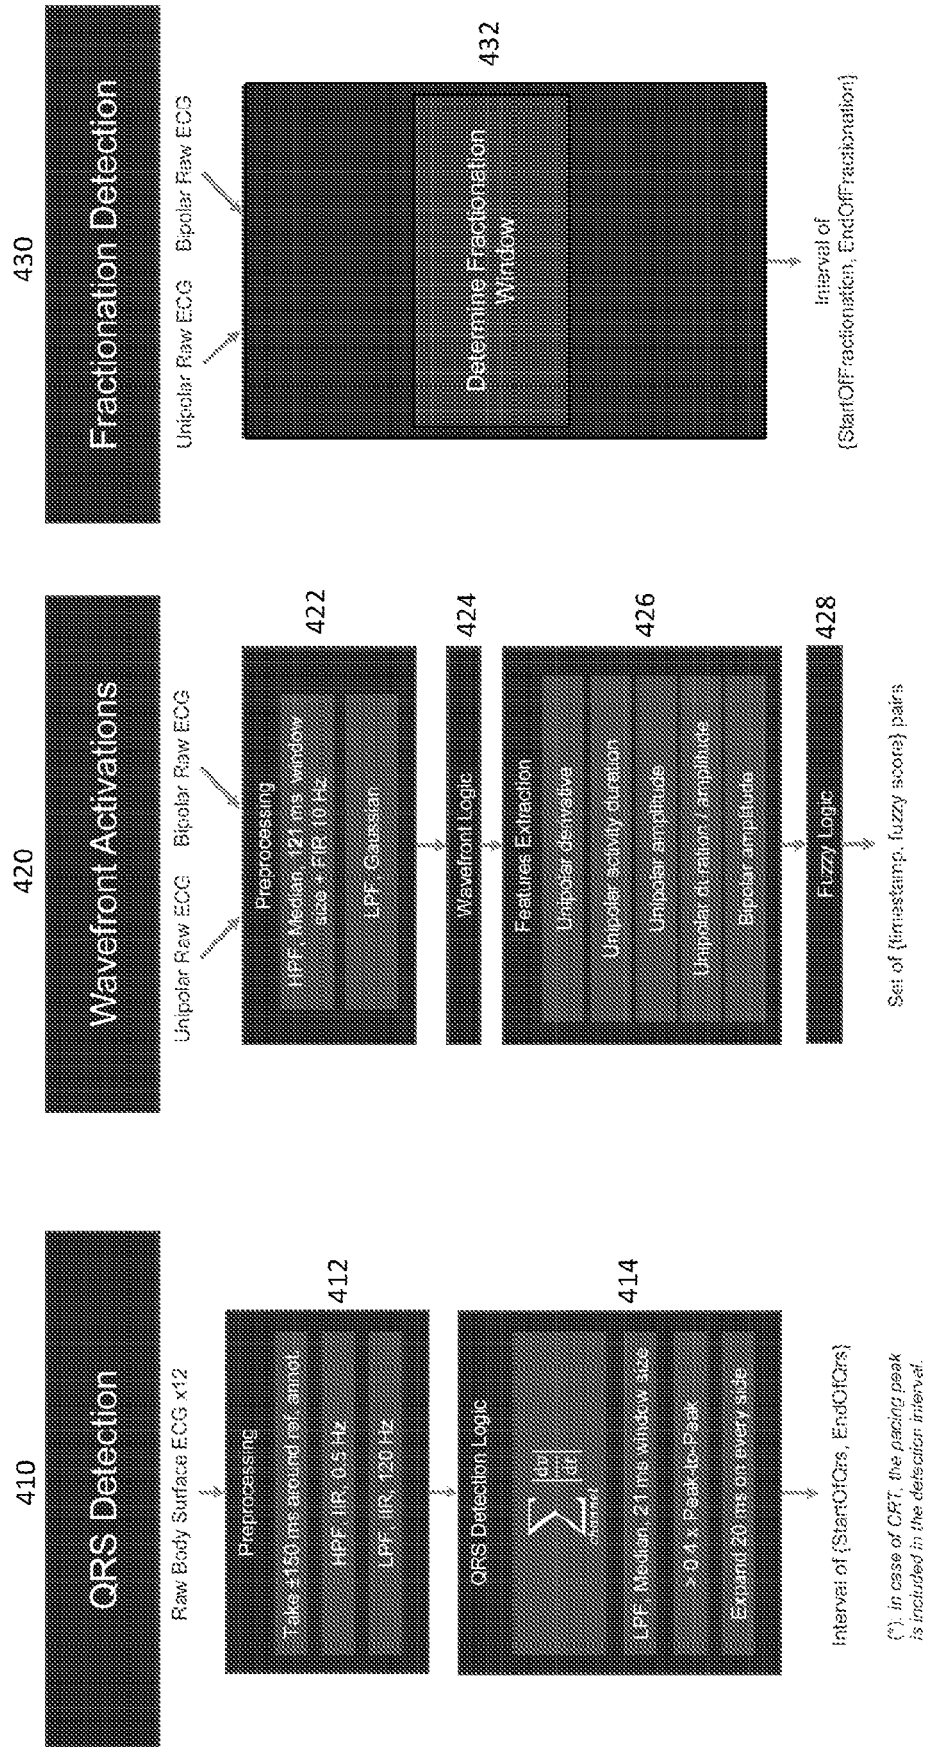 410
QRS Detection
Raw Body Surface ECG x12
Preprocessing
Take ±150 ms around ref annot.
HPF, IIR, 0.5 Hz
LPF, IIR, 120 Hz
412
QRS Detection Logic
∑ |du/dt|
channel
LPF, Median, 21 ms window size
> 0.4 x Peak-to-Peak
Expand 20 ms on every side
414
Interval of {StartOfQrs, EndOfQrs}
(*): in case of CRT, the pacing peak
is included in the detection interval.
420
Wavefront Activations
Unipolar Raw ECG
Bipolar Raw ECG
Preprocessing
HPF, Median, 121 ms window
size + FIR 10 Hz
LPF, Gaussian
422
Wavefront Logic
424
Features Extraction
Unipolar derivative
Unipolar activity duration
Unipolar amplitude
Unipolar duration / amplitude
Bipolar amplitude
426
Fuzzy Logic
428
Set of {timestamp, fuzzy score} pairs
430
Fractionation Detection
Unipolar Raw ECG
Bipolar Raw ECG
Determine Fractionation
Window
432
Interval of
{StartOfFractionation, EndOfFractionation}